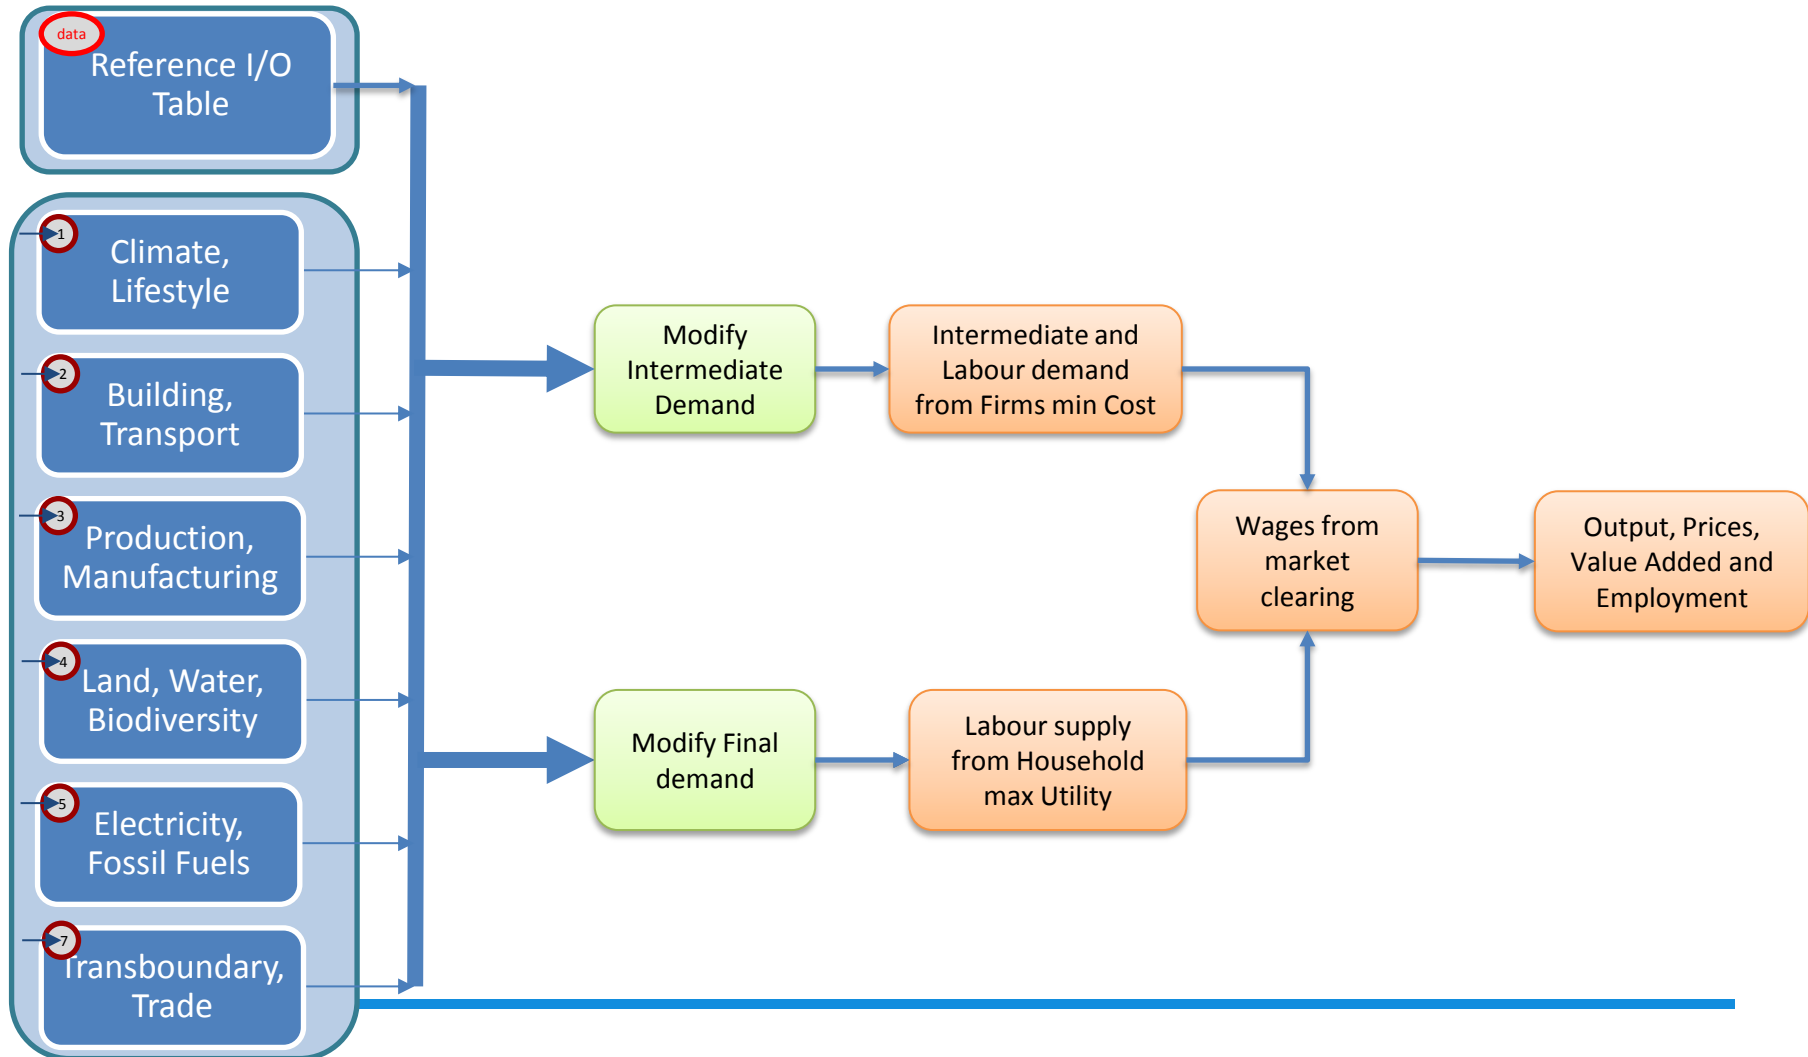 data
Reference I/O
Table
1
Climate,
Lifestyle
2
Building,
Transport
3
Production,
Manufacturing
4
Land, Water,
Biodiversity
5
Electricity,
Fossil Fuels
7
Transboundary,
Trade
Modify
Intermediate
Demand
Intermediate and
Labour demand
from Firms min Cost
Modify Final
demand
Labour supply
from Household
max Utility
Wages from
market
clearing
Output, Prices,
Value Added and
Employment